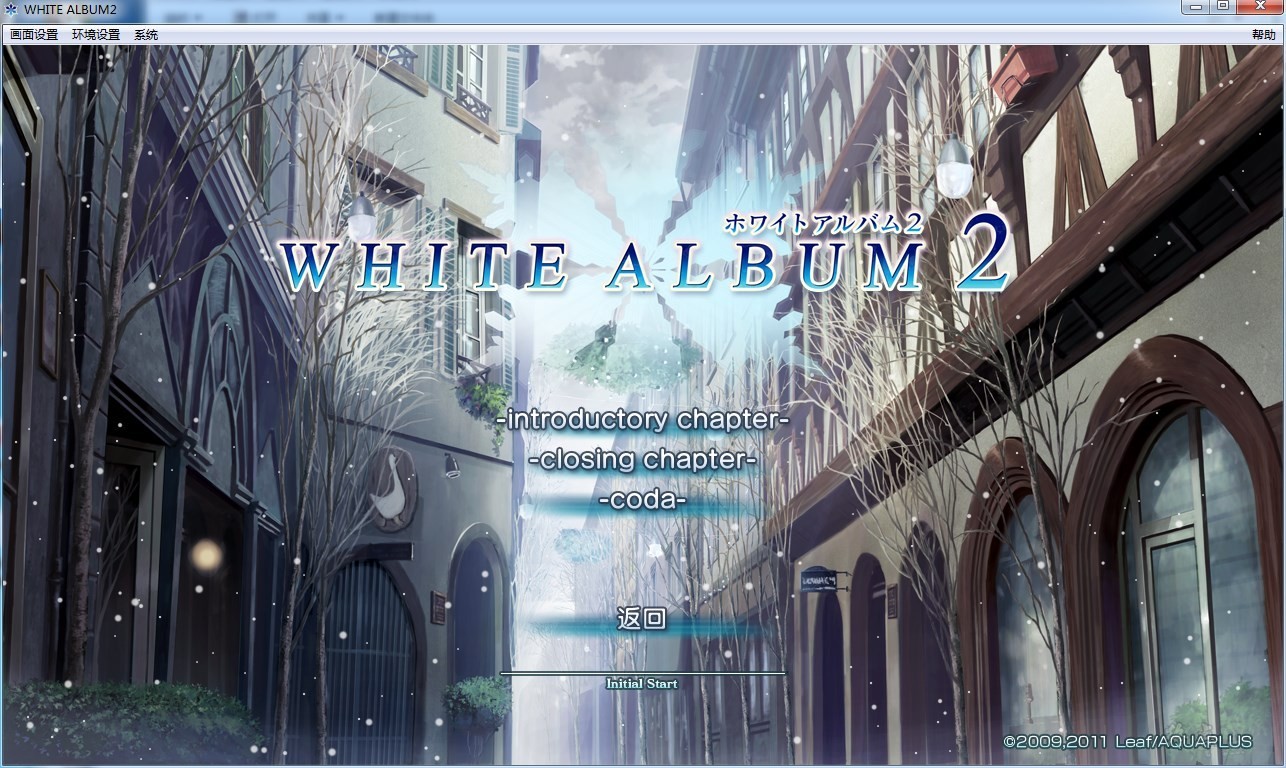 WHITE ALBUM2
画面设置 环境设置 系统 帮助
ホワイトアルバム2
WHITE ALBUM 2
-introductory chapter-
-closing chapter-
-coda-
返回
Initial Start
©2009,2011 Leaf/AQUAPLUS